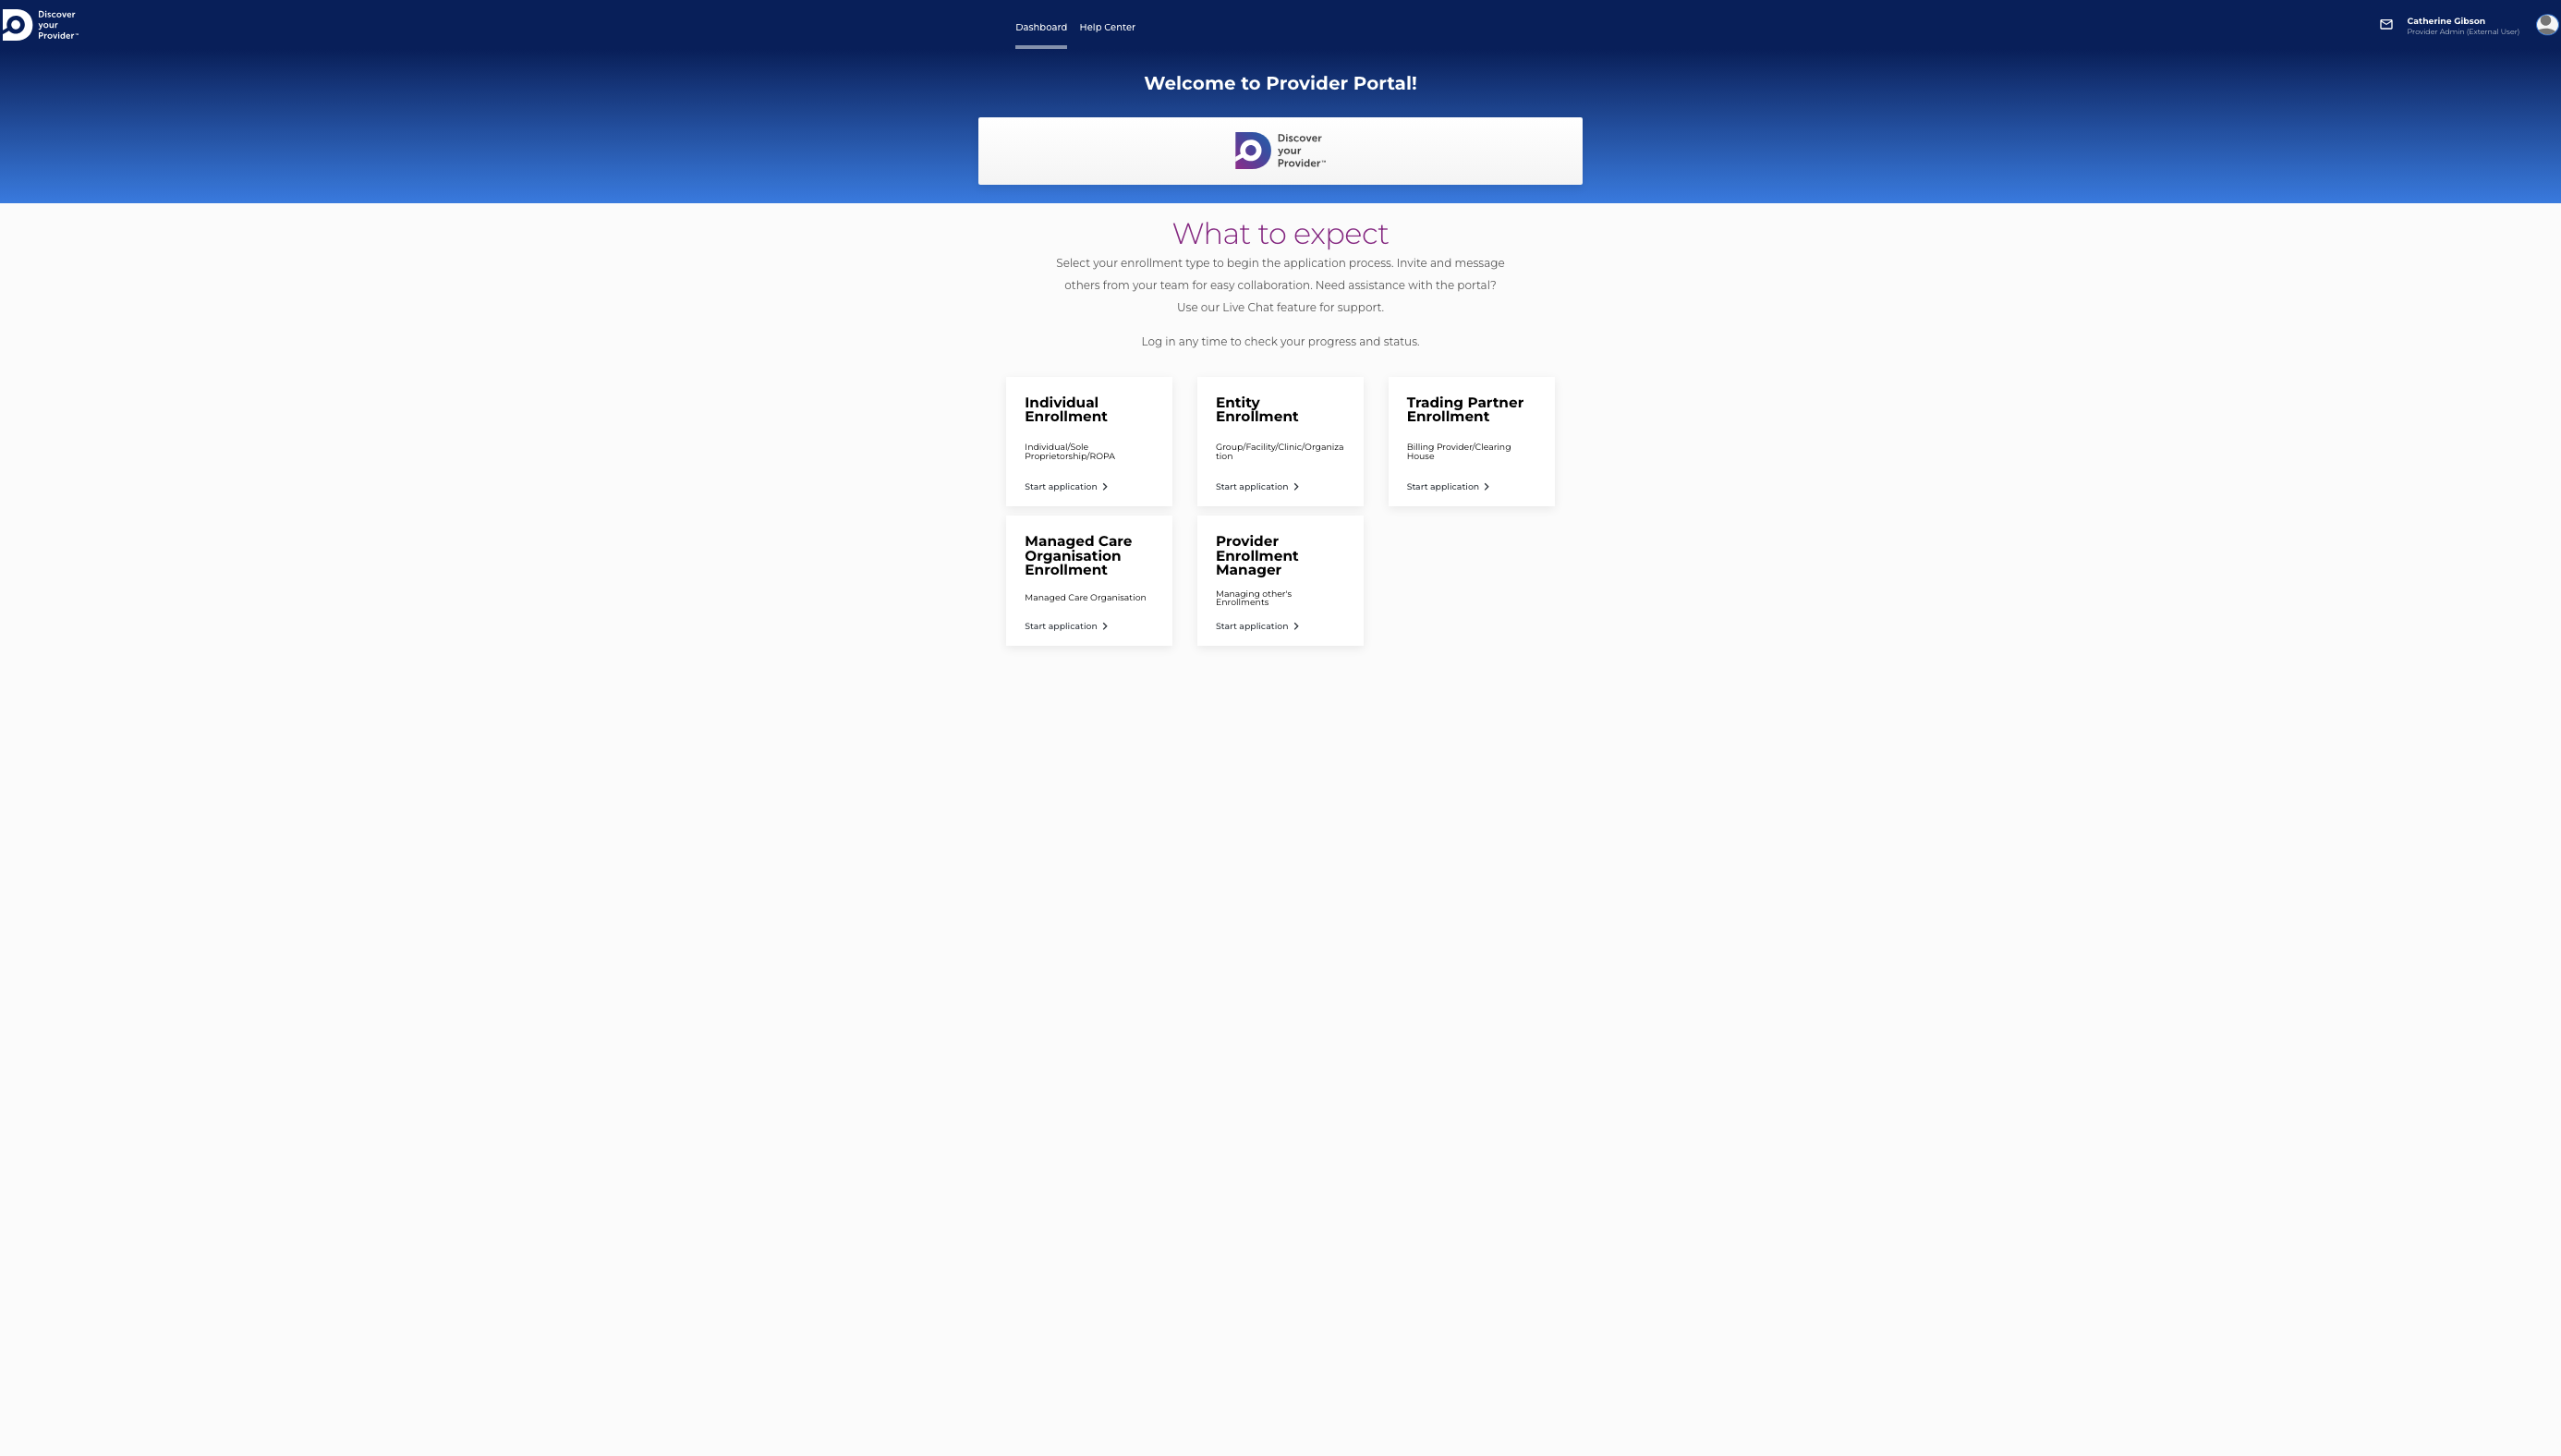 Discover
your
Provider™
Dashboard Help Center
Catherine Gibson
Provider Admin (External User)
Welcome to Provider Portal!
Discover
your
Provider™
What to expect
Select your enrollment type to begin the application process. Invite and message
others from your team for easy collaboration. Need assistance with the portal?
Use our Live Chat feature for support.
Log in any time to check your progress and status.
Individual
Enrollment
Individual/Sole
Proprietorship/ROPA
Start application
Entity
Enrollment
Group/Facility/Clinic/Organiza
tion
Start application
Trading Partner
Enrollment
Billing Provider/Clearing
House
Start application
Managed Care
Organisation
Enrollment
Managed Care Organisation
Start application
Provider
Enrollment
Manager
Managing other's
Enrollments
Start application